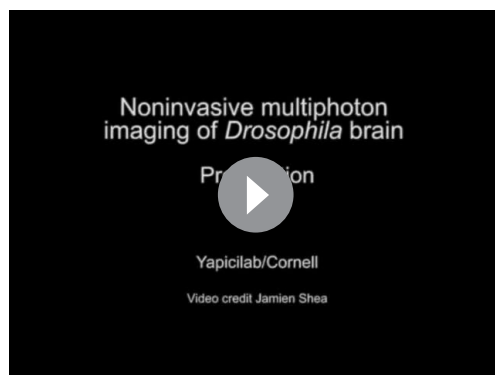 Noninvasive multiphoton
imaging of Drosophila brain
Yapicilab/Cornell
Video credit Jamien Shea